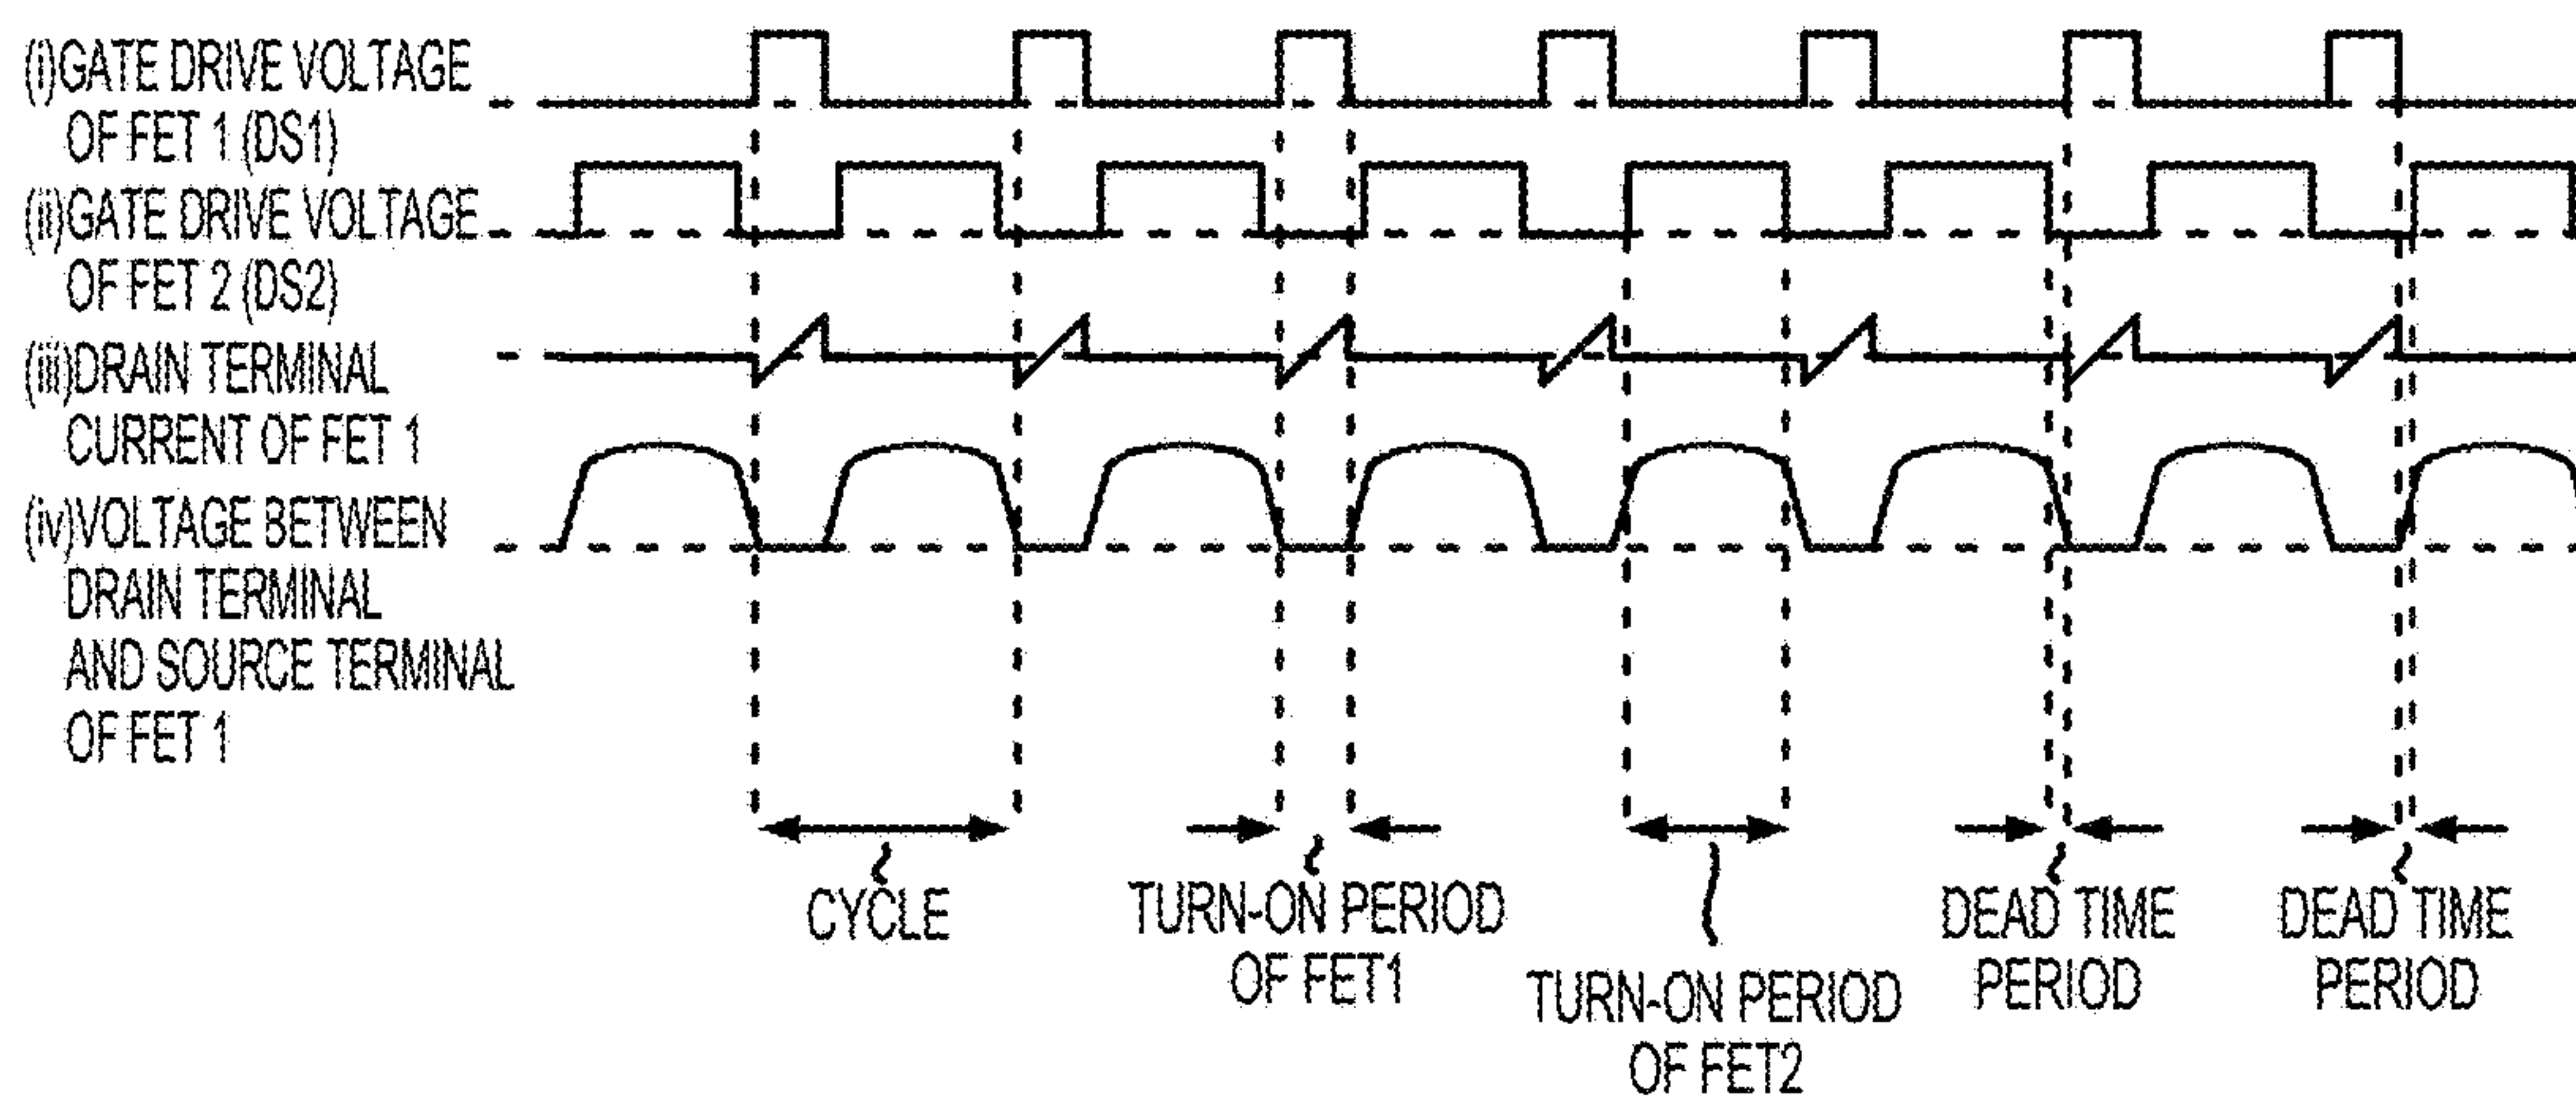 (i)GATE DRIVE VOLTAGE
OF FET 1 (DS1)
(ii)GATE DRIVE VOLTAGE
OF FET 2 (DS2)
(iii)DRAIN TERMINAL
CURRENT OF FET 1
(iv)VOLTAGE BETWEEN
DRAIN TERMINAL
AND SOURCE TERMINAL
OF FET 1
CYCLE
TURN-ON PERIOD
OF FET1
TURN-ON PERIOD
OF FET2
DEAD TIME
PERIOD
DEAD TIME
PERIOD